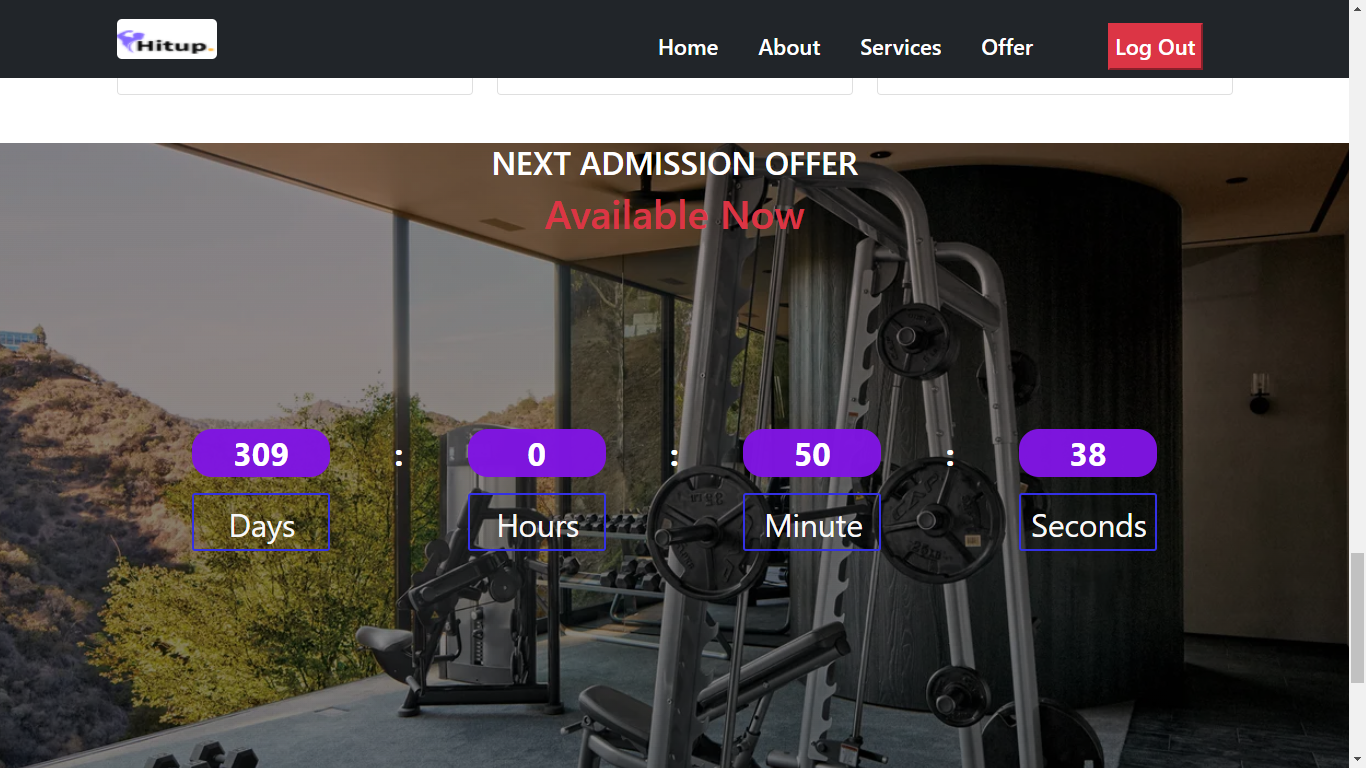 Hitup.
Home About Services Offer Log Out
NEXT ADMISSION OFFER
Available Now
309 : 0 : 50 : 38
Days Hours Minute Seconds